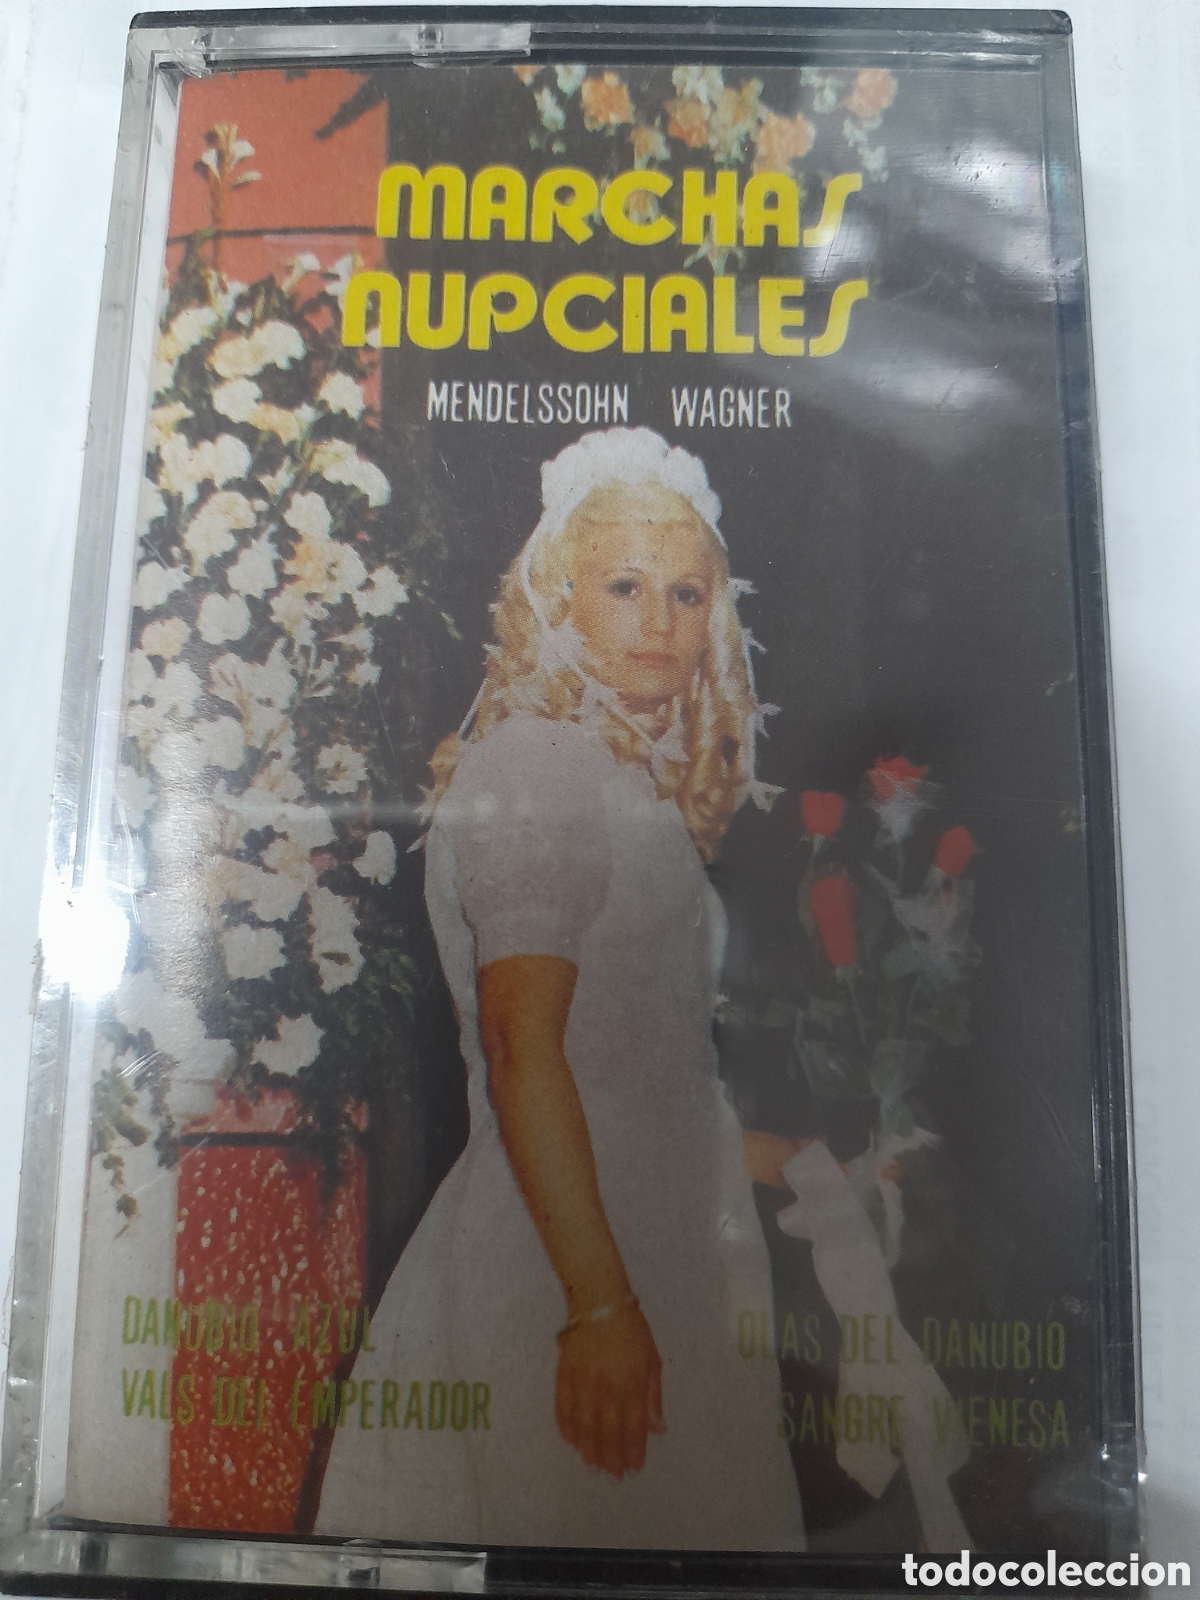 MARCHAS
NUPCIALES
MENDELSSOHN WAGNER
DANUBIO AZUL
VALS DEL EMPERADOR
OLAS DEL DANUBIO
SANGRE VIENESA
todocoleccion